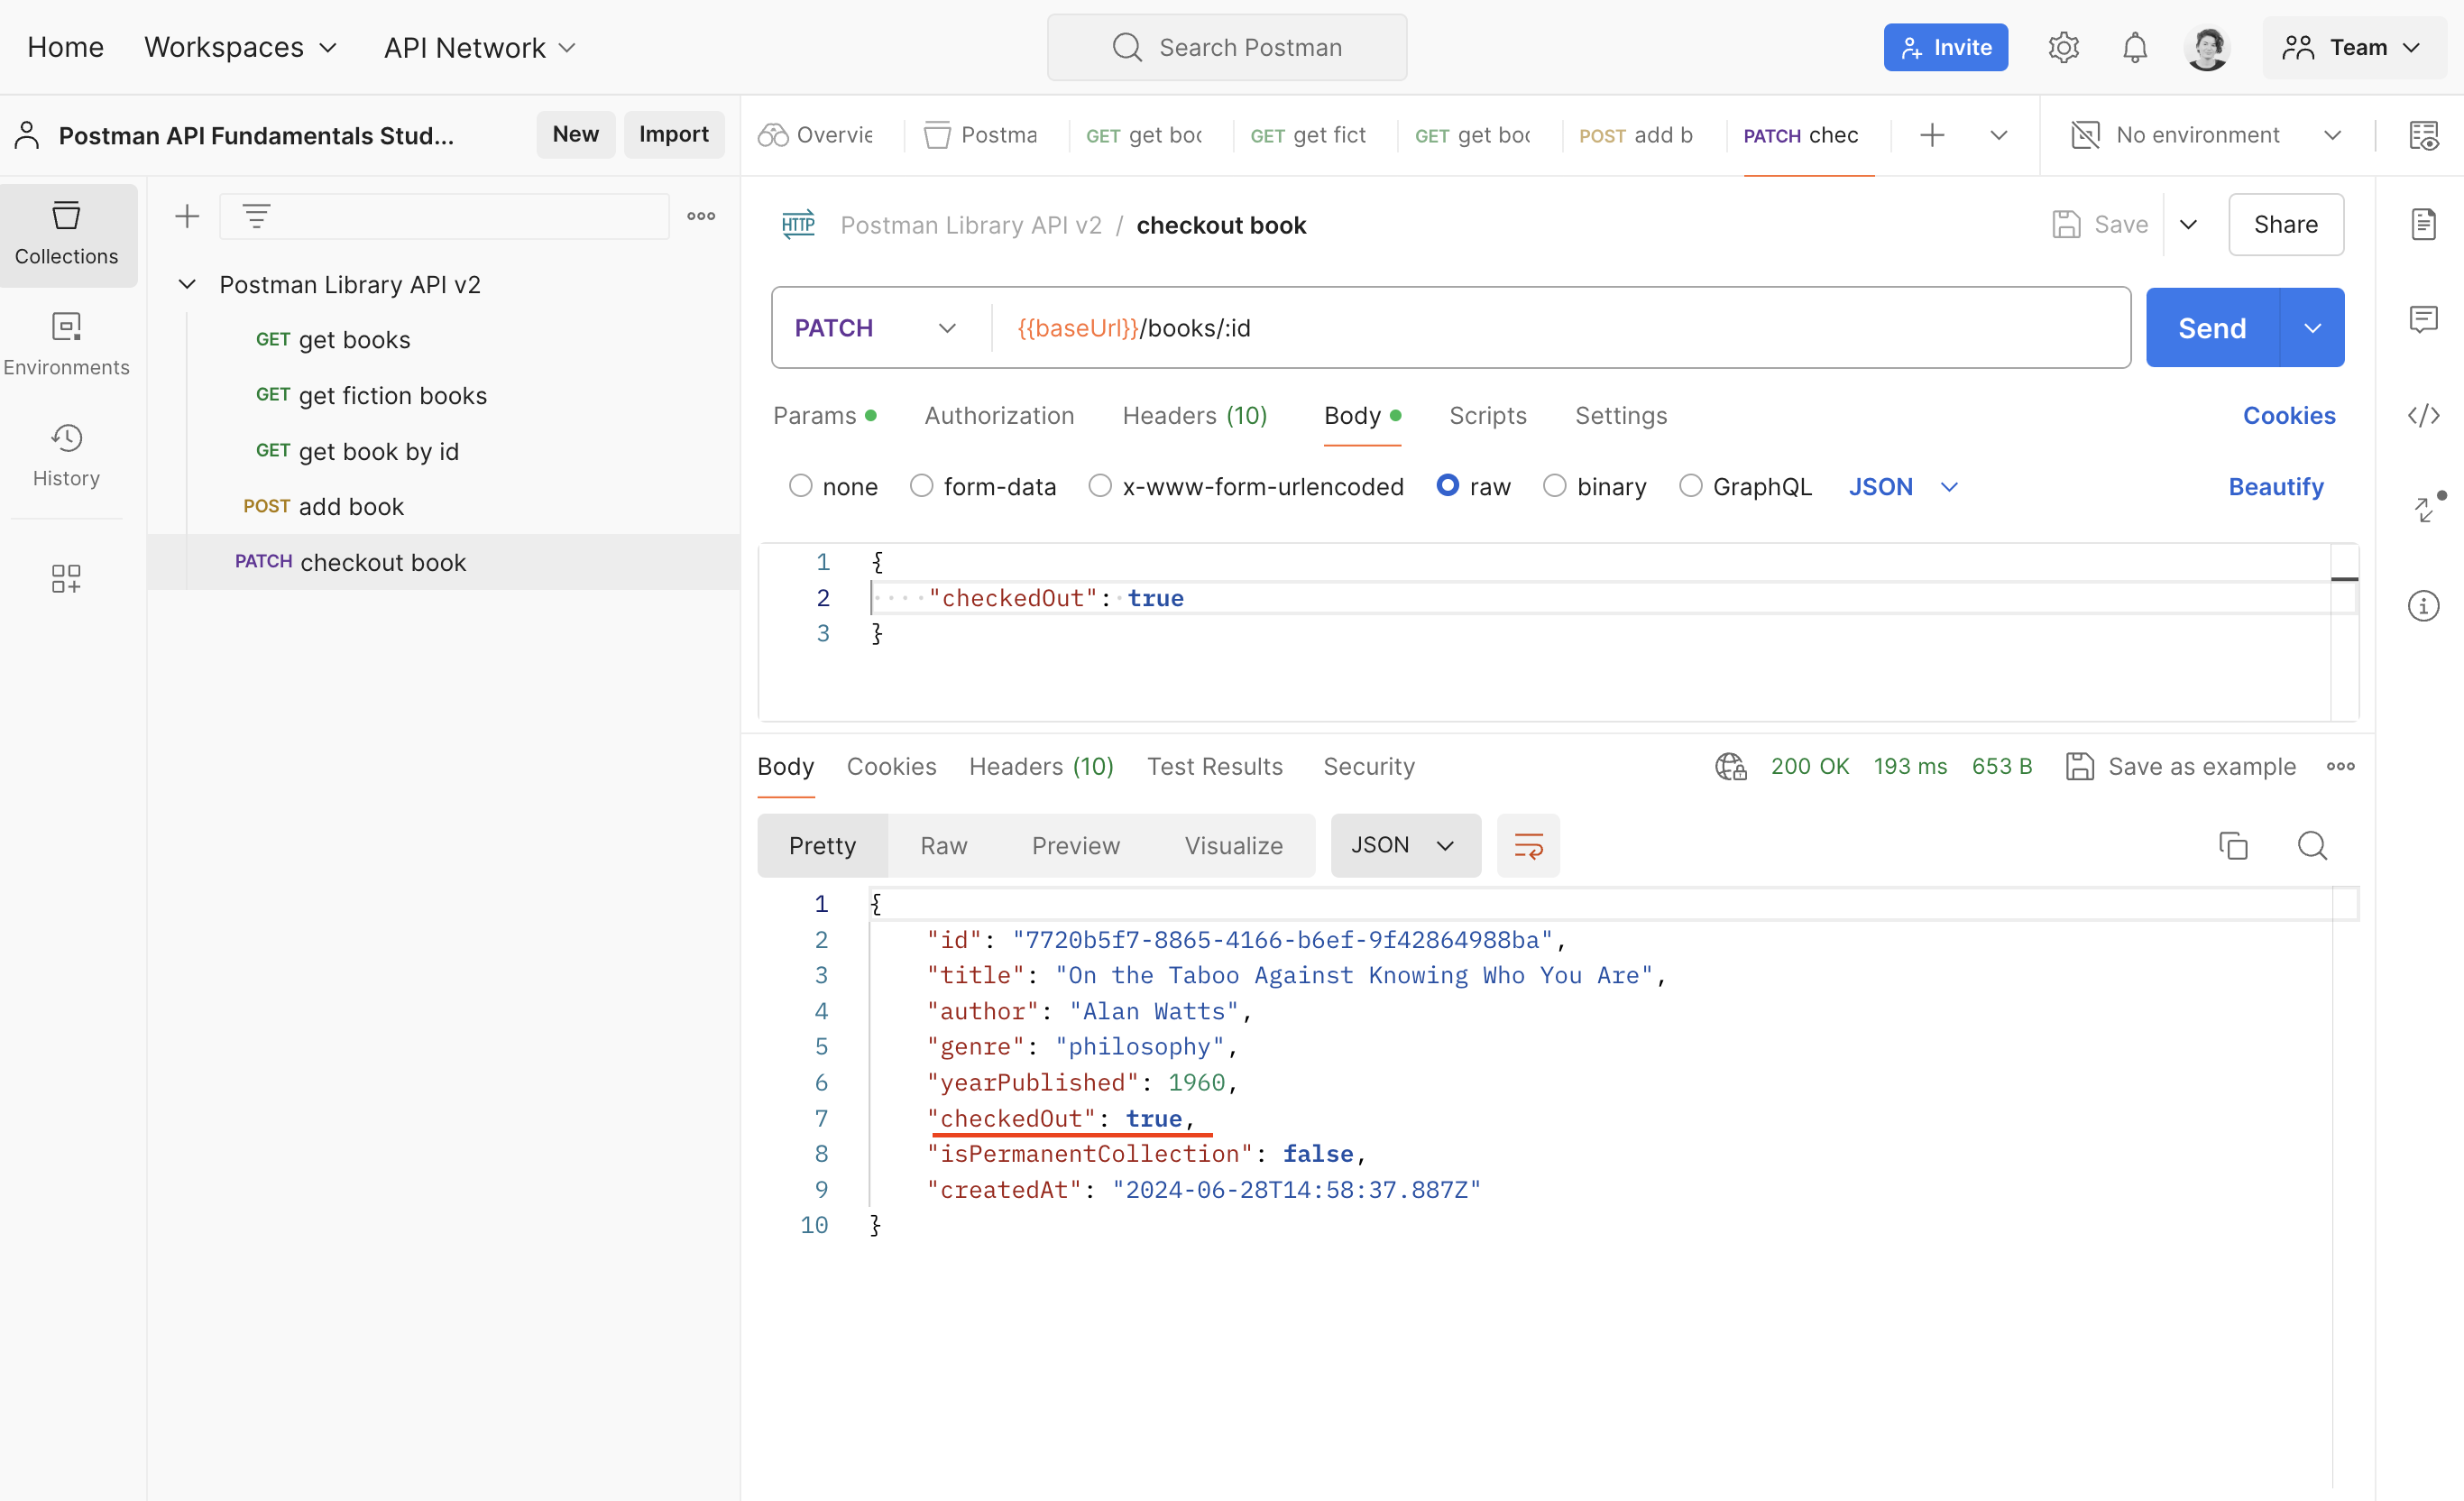 Home Workspaces API Network Search Postman Invite Team
Postman API Fundamentals Stud... New Import
Overvie Postma GET get boo GET get fict GET get boo POST add b PATCH chec No environment
Collections
Environments
History
Postman Library API v2
GET get books
GET get fiction books
GET get book by id
POST add book
PATCH checkout book
HTTP Postman Library API v2 / checkout book Save Share
PATCH {{baseUrl}}/books/:id Send
Params Authorization Headers (10) Body Scripts Settings Cookies
none form-data x-www-form-urlencoded raw binary GraphQL JSON Beautify
1 {
2 ····"checkedOut":·true
3 }
Body Cookies Headers (10) Test Results Security 200 OK 193 ms 653 B Save as example
Pretty Raw Preview Visualize JSON
1 {
2 "id": "7720b5f7-8865-4166-b6ef-9f42864988ba",
3 "title": "On the Taboo Against Knowing Who You Are",
4 "author": "Alan Watts",
5 "genre": "philosophy",
6 "yearPublished": 1960,
7 "checkedOut": true,
8 "isPermanentCollection": false,
9 "createdAt": "2024-06-28T14:58:37.887Z"
10 }